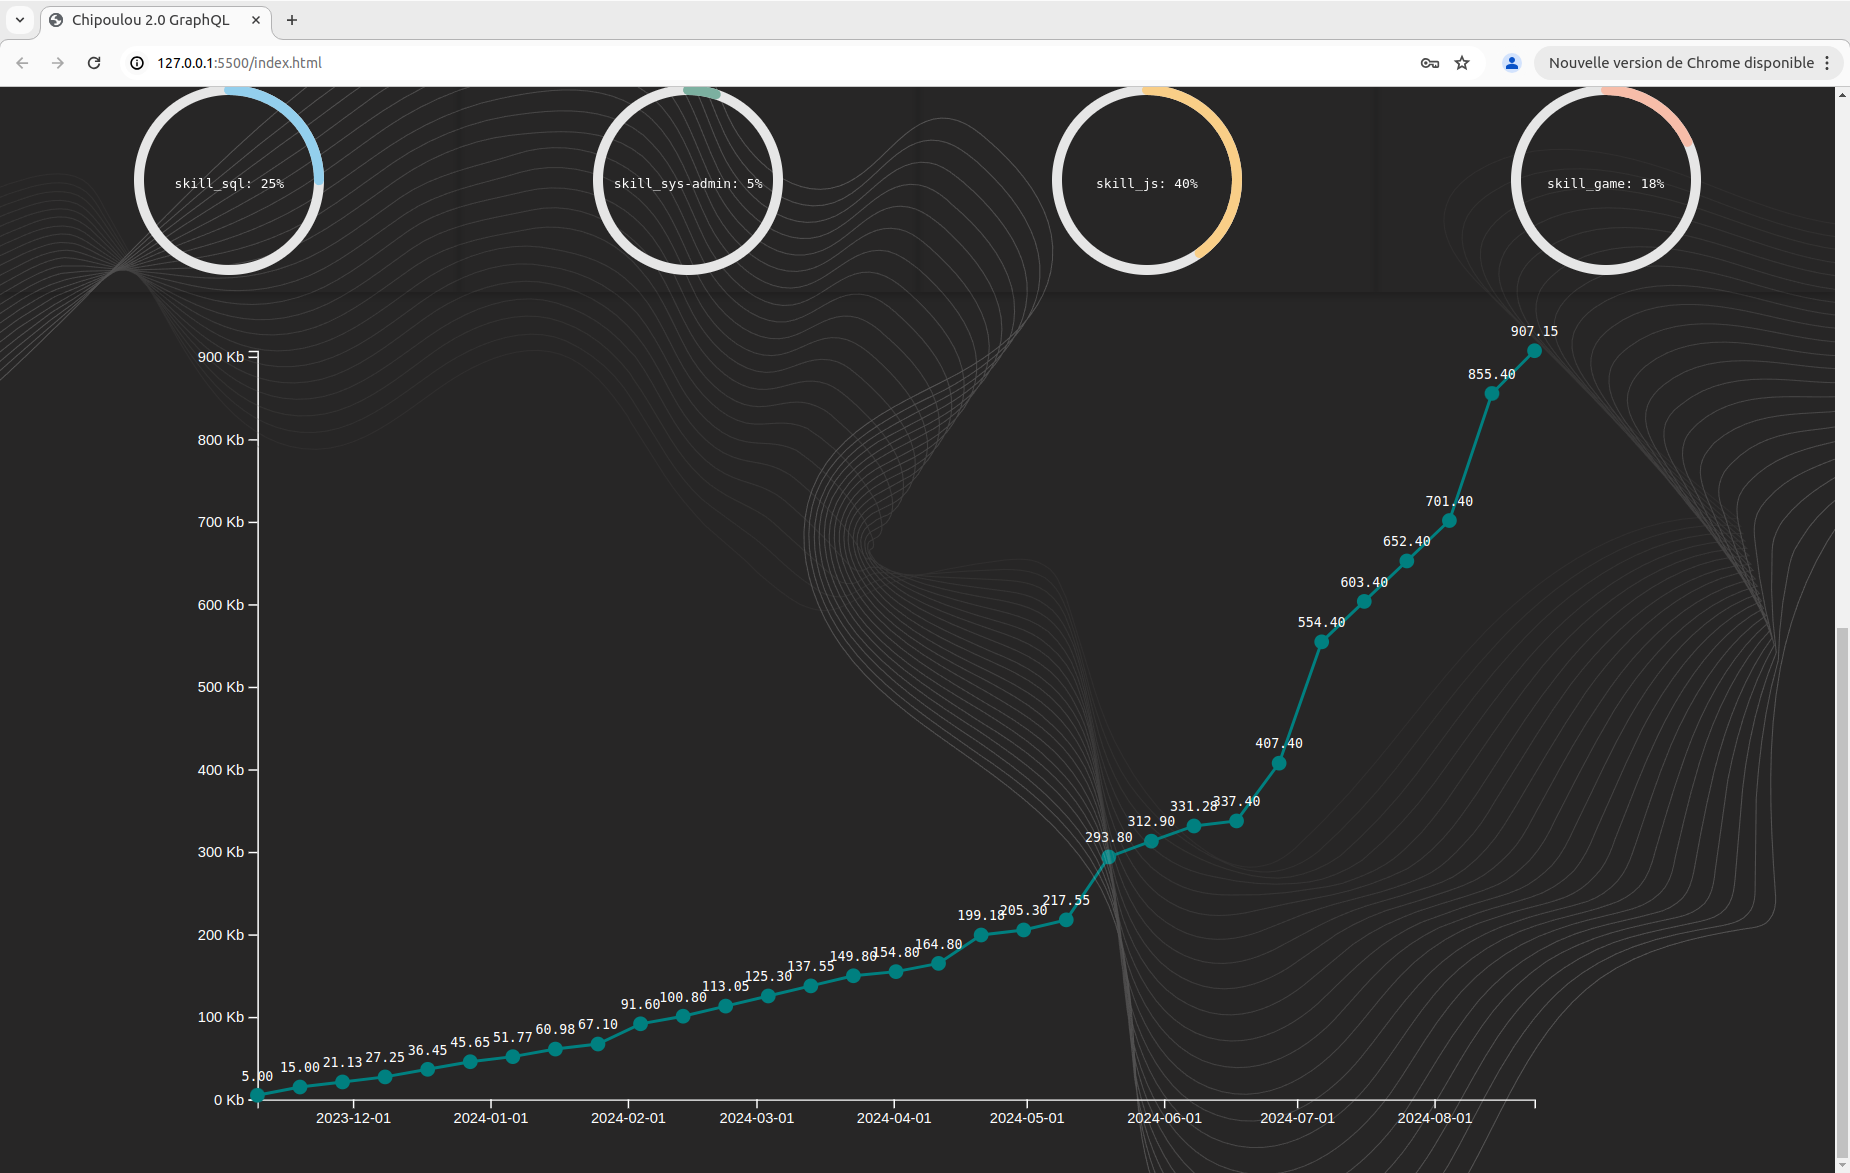 Chipoulou 2.0 GraphQL
127.0.0.1:5500/index.html
Nouvelle version de Chrome disponible
skill_sql: 25%
skill_sys-admin: 5%
skill_js: 40%
skill_game: 18%
907.15
900 Kb
855.40
800 Kb
700 Kb
701.40
652.40
600 Kb
603.40
554.40
500 Kb
400 Kb
407.40
300 Kb
293.80
312.90
331.28
337.40
200 Kb
199.18
205.30
217.55
100 Kb
91.60
100.80
113.05
125.30
137.55
149.80
154.80
164.80
0 Kb
5.00
15.00
21.13
27.25
36.45
45.65
51.77
60.98
67.10
2023-12-01
2024-01-01
2024-02-01
2024-03-01
2024-04-01
2024-05-01
2024-06-01
2024-07-01
2024-08-01